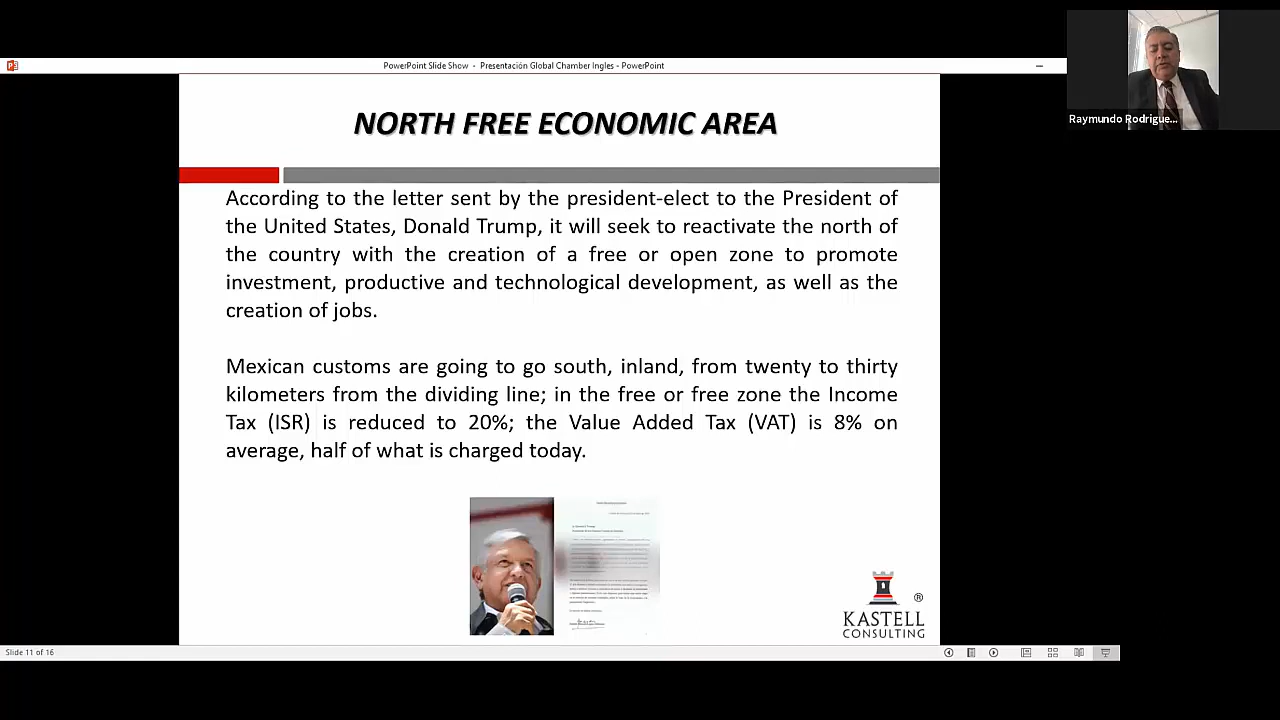 PowerPoint Slide Show - Presentación Global Chamber Ingles - PowerPoint
Raymundo Rodrigue...
NORTH FREE ECONOMIC AREA
According to the letter sent by the president-elect to the President of
the United States, Donald Trump, it will seek to reactivate the north of
the country with the creation of a free or open zone to promote
investment, productive and technological development, as well as the
creation of jobs.
Mexican customs are going to go south, inland, from twenty to thirty
kilometers from the dividing line; in the free or free zone the Income
Tax (ISR) is reduced to 20%; the Value Added Tax (VAT) is 8% on
average, half of what is charged today.
®
KASTELL
CONSULTING
Slide 11 of 16